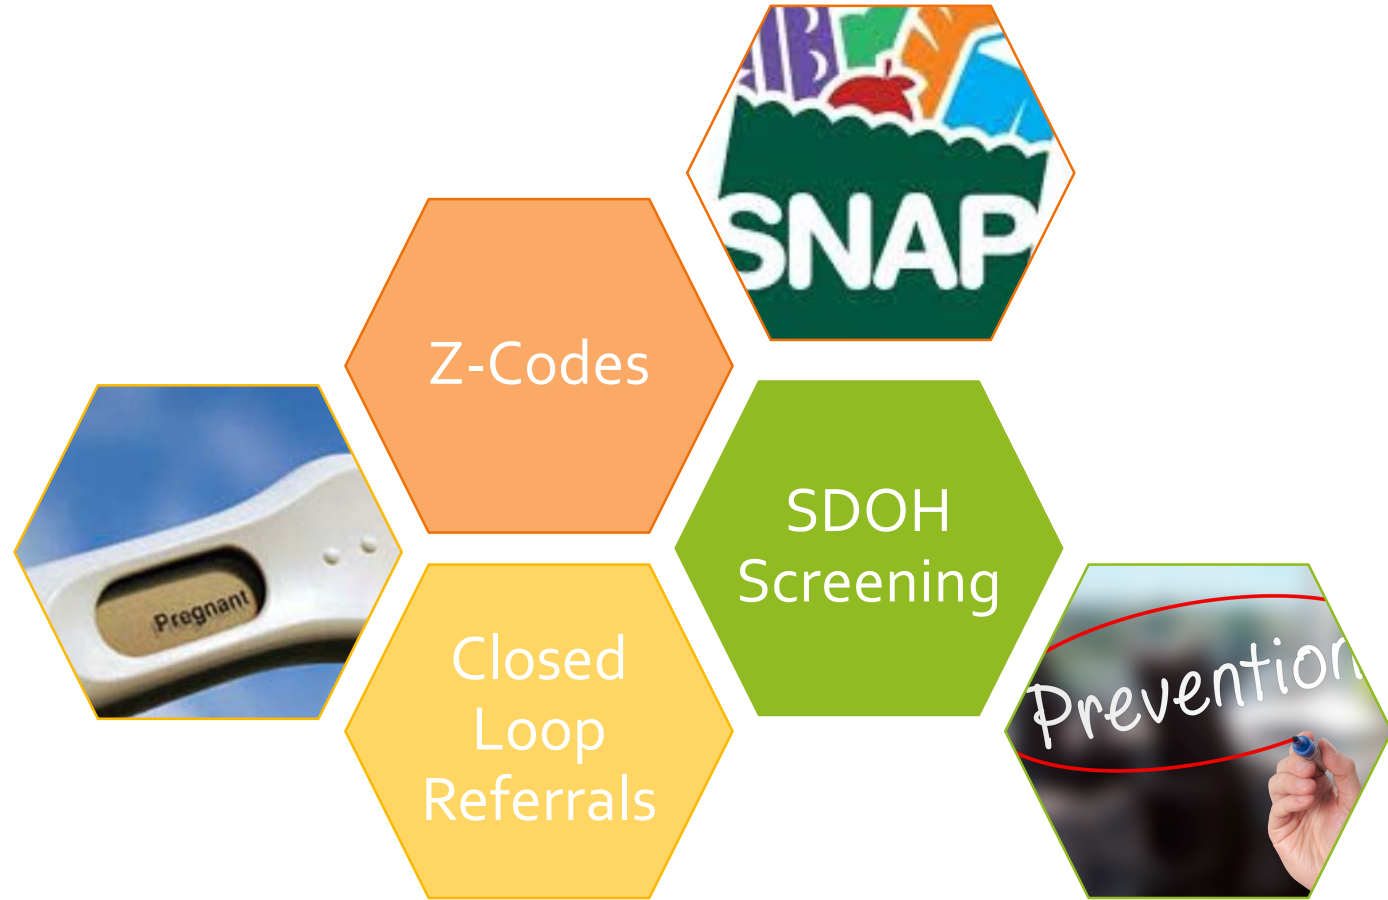 SNAP
Z-Codes
SDOH
Screening
Pregnant
Closed
Loop
Referrals
Prevention